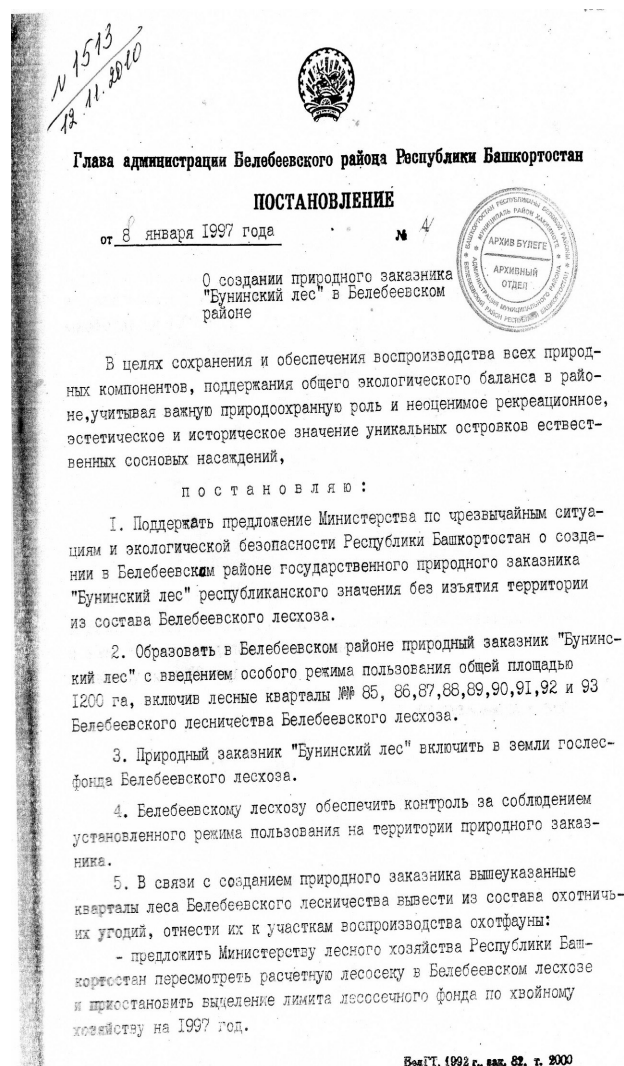 N 1513
12.11.2010
Глава администрации Белебеевского района Республики Башкортостан
ПОСТАНОВЛЕНИЕ
от 8 января 1997 года № 4
АРХИВ БҮЛЕГЕ
АРХИВНЫЙ
ОТДЕЛ
О создании природного заказника
"Бунинский лес" в Белебеевском
районе
В целях сохранения и обеспечения воспроизводства всех природ-
ных компонентов, поддержания общего экологического баланса в райо-
не,учитывая важную природоохранную роль и неоценимое рекреационное,
эстетическое и историческое значение уникальных островков естест-
венных сосновых насаждений,
п о с т а н о в л я ю :
1. Поддержать предложение Министерства по чрезвычайным ситуа-
циям и экологической безопасности Республики Башкортостан о созда-
нии в Белебеевском районе государственного природного заказника
"Бунинский лес" республиканского значения без изъятия территории
из состава Белебеевского лесхоза.
2. Образовать в Белебеевском районе природный заказник "Бунинс-
кий лес" с введением особого режима пользования общей площадью
1200 га, включив лесные кварталы №№ 85, 86,87,88,89,90,91,92 и 93
Белебеевского лесничества Белебеевского лесхоза.
3. Природный заказник "Бунинский лес" включить в земли гослес-
фонда Белебеевского лесхоза.
4. Белебеевскому лесхозу обеспечить контроль за соблюдением
установленного режима пользования на территории природного заказ-
ника.
5. В связи с созданием природного заказника вышеуказанные
кварталы леса Белебеевского лесничества вывести из состава охотничь-
их угодий, отнести их к участкам воспроизводства охотфауны:
- предложить Министерству лесного хозяйства Республики Баш-
кортостан пересмотреть расчетную лесосеку в Белебеевском лесхозе
и приостановить выделение лимита лесосечного фонда по хвойному
хозяйству на 1997 год.
БелГТ. 1992 г., зак. 82. т. 2000